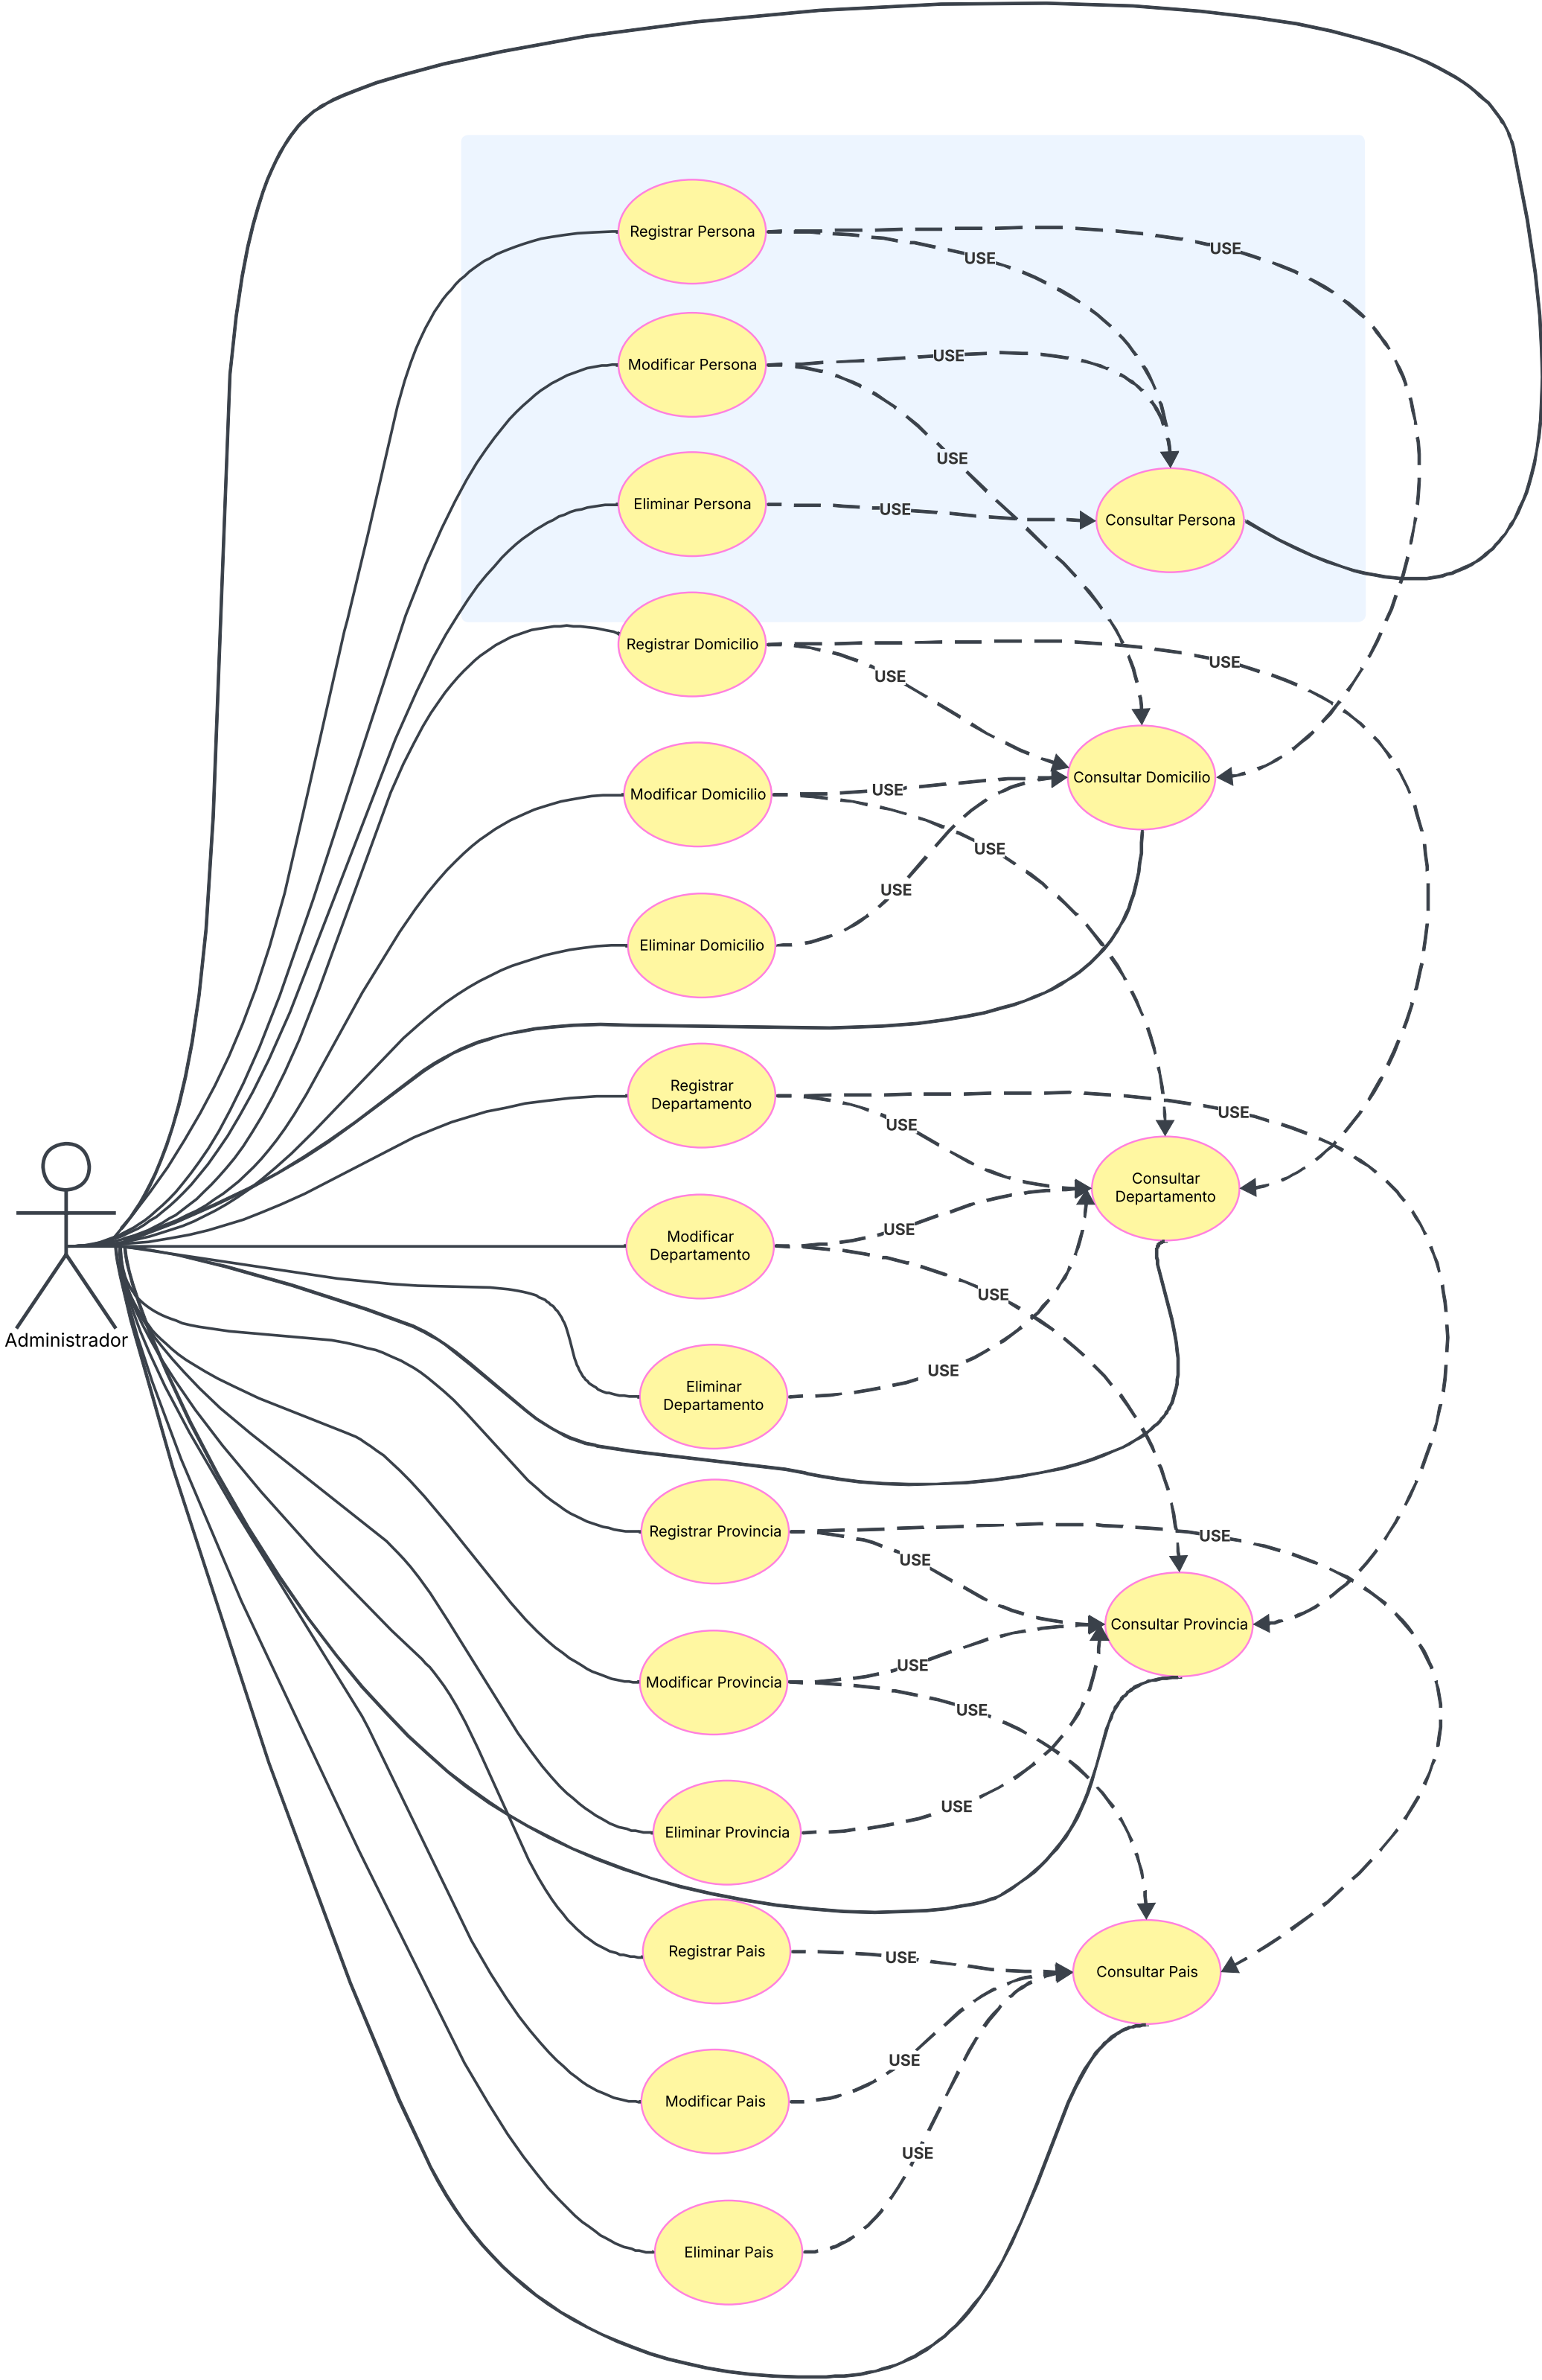 Registrar Persona
USE
USE
Modificar Persona
USE
USE
Eliminar Persona
USE
Consultar Persona
Registrar Domicilio
USE
USE
Consultar Domicilio
Modificar Domicilio
USE
USE
Eliminar Domicilio
USE
Registrar
Departamento
USE
USE
Consultar
Departamento
Modificar
Departamento
USE
USE
Administrador
Eliminar
Departamento
USE
Registrar Provincia
USE
USE
Consultar Provincia
Modificar Provincia
USE
USE
Eliminar Provincia
USE
Registrar Pais
USE
Consultar Pais
Modificar Pais
USE
Eliminar Pais
USE